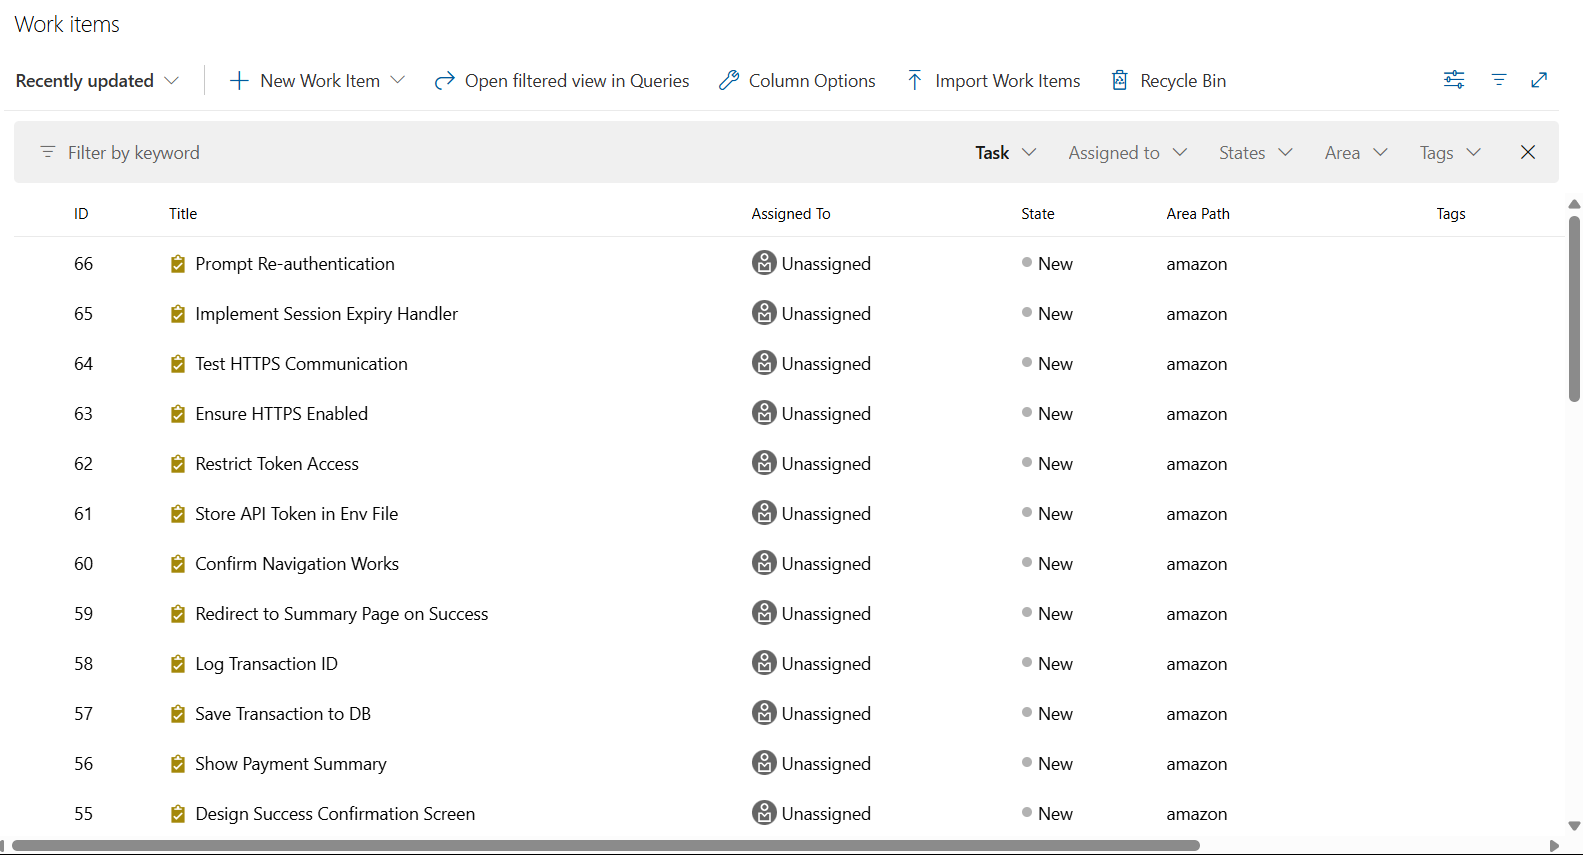 Work items
Recently updated New Work Item Open filtered view in Queries Column Options Import Work Items Recycle Bin
Filter by keyword Task Assigned to States Area Tags
ID Title Assigned To State Area Path Tags
66 Prompt Re-authentication Unassigned New amazon
65 Implement Session Expiry Handler Unassigned New amazon
64 Test HTTPS Communication Unassigned New amazon
63 Ensure HTTPS Enabled Unassigned New amazon
62 Restrict Token Access Unassigned New amazon
61 Store API Token in Env File Unassigned New amazon
60 Confirm Navigation Works Unassigned New amazon
59 Redirect to Summary Page on Success Unassigned New amazon
58 Log Transaction ID Unassigned New amazon
57 Save Transaction to DB Unassigned New amazon
56 Show Payment Summary Unassigned New amazon
55 Design Success Confirmation Screen Unassigned New amazon